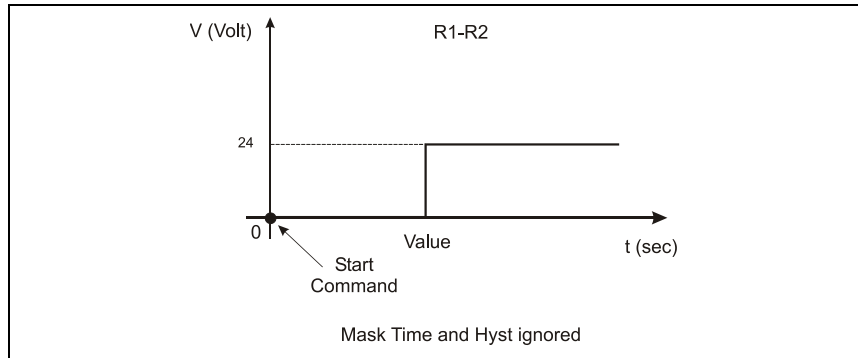 V (Volt)
R1-R2
24
0
Value
t (sec)
Start
Command
Mask Time and Hyst ignored